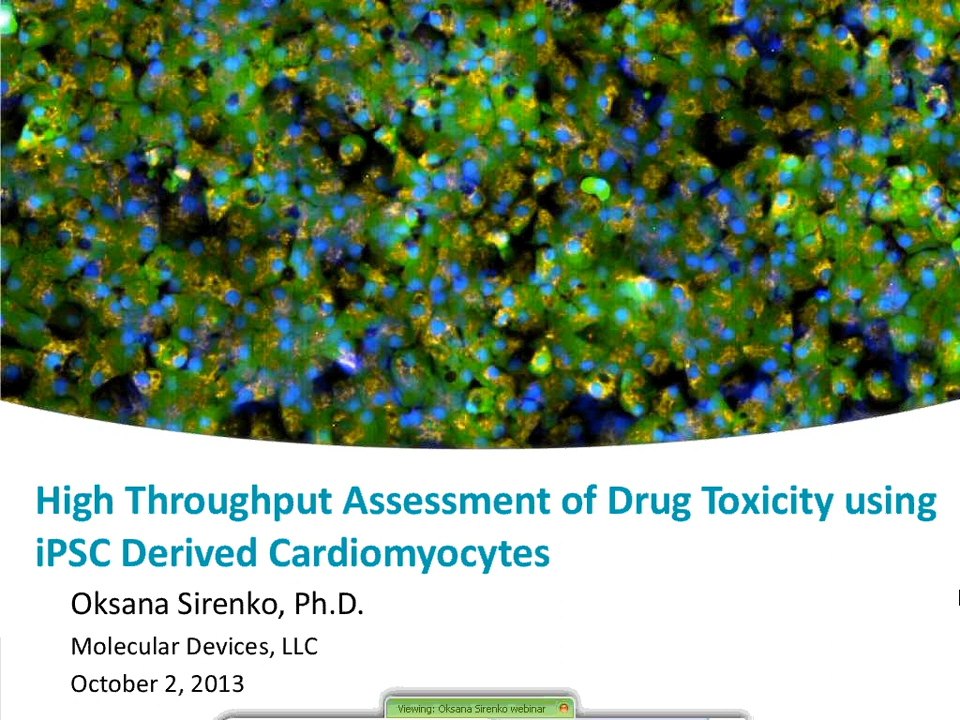 High Throughput Assessment of Drug Toxicity using
iPSC Derived Cardiomyocytes
Oksana Sirenko, Ph.D.
Molecular Devices, LLC
October 2, 2013
Viewing: Oksana Sirenko webinar